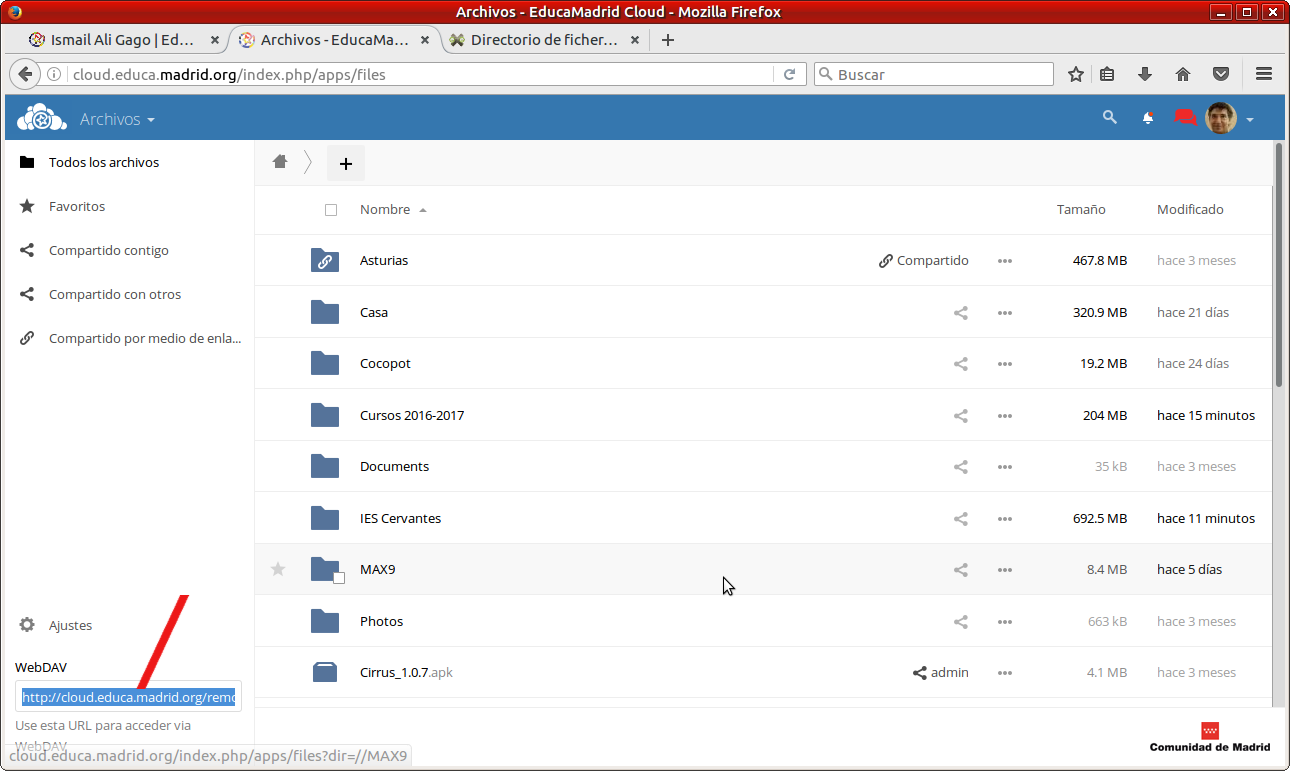 Archivos - EducaMadrid Cloud - Mozilla Firefox
Ismail Ali Gago | Ed... Archivos - EducaMa... Directorio de ficher...
cloud.educa.madrid.org/index.php/apps/files Buscar
Archivos
Todos los archivos
Favoritos
Compartido contigo
Compartido con otros
Compartido por medio de enla...
Nombre Tamaño Modificado
Asturias Compartido 467.8 MB hace 3 meses
Casa 320.9 MB hace 21 días
Cocopot 19.2 MB hace 24 días
Cursos 2016-2017 204 MB hace 15 minutos
Documents 35 kB hace 3 meses
IES Cervantes 692.5 MB hace 11 minutos
MAX9 8.4 MB hace 5 días
Photos 663 kB hace 3 meses
Cirrus_1.0.7.apk admin 4.1 MB hace 3 meses
Ajustes
WebDAV
http://cloud.educa.madrid.org/remo
Use esta URL para acceder via
WebDAV
cloud.educa.madrid.org/index.php/apps/files?dir=//MAX9
Comunidad de Madrid